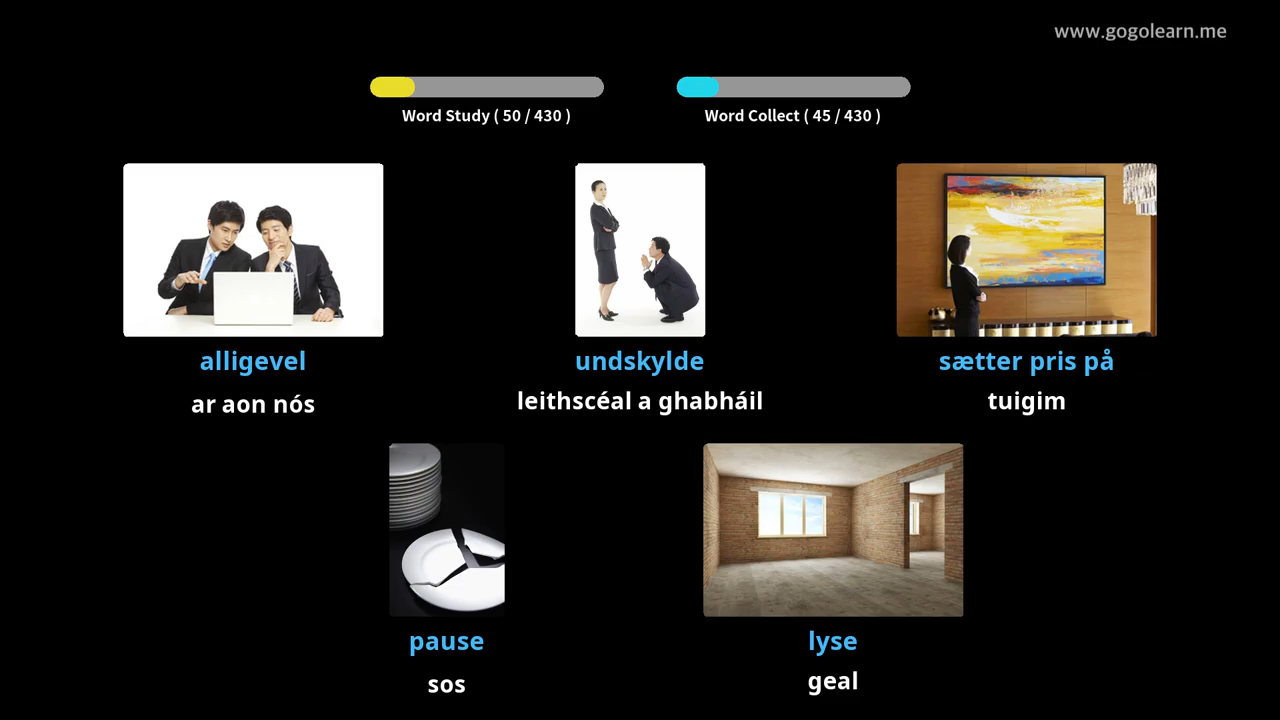 www.gogolearn.me
Word Study ( 50 / 430 )
Word Collect ( 45 / 430 )
alligevel
ar aon nós
undskylde
leithscéal a ghabháil
sætter pris på
tuigim
pause
sos
lyse
geal